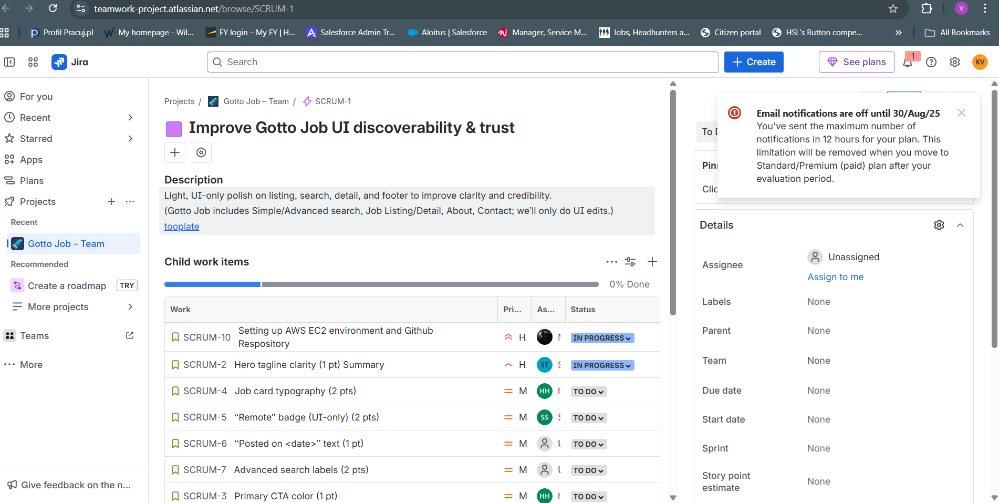 teamwork-project.atlassian.net/browse/SCRUM-1
V
Profil Pracuj.pl
My homepage - Wil...
EY login – My EY | H...
Salesforce Admin Tr...
Aloitus | Salesforce
Manager, Service M...
Jobs, Headhunters a...
Citizen portal
HSL's Button compe...
»
All Bookmarks
Jira
Search
+ Create
See plans
1
KV
For you
Recent
Starred
Apps
Plans
Projects
Recent
Gotto Job – Team
Recommended
Create a roadmap
TRY
More projects
Teams
More
Give feedback on the n...
Projects / Gotto Job – Team / SCRUM-1
Improve Gotto Job UI discoverability & trust
Description
Light, UI-only polish on listing, search, detail, and footer to improve clarity and credibility.
(Gotto Job includes Simple/Advanced search, Job Listing/Detail, About, Contact; we’ll only do UI edits.)
tooplate
Child work items
0% Done
Work Pri... As... Status
SCRUM-10 Setting up AWS EC2 environment and Github
Respository
H. IN PROGRESS
SCRUM-2 Hero tagline clarity (1 pt) Summary H. ST IN PROGRESS
SCRUM-4 Job card typography (2 pts) M HH TO DO
SCRUM-5 “Remote” badge (UI-only) (2 pts) M SS TO DO
SCRUM-6 “Posted on <date>” text (1 pt) M TO DO
SCRUM-7 Advanced search labels (2 pts) M TO DO
SCRUM-3 Primary CTA color (1 pt) M HH TO DO
Email notifications are off until 30/Aug/25
You've sent the maximum number of
notifications in 12 hours for your plan. This
limitation will be removed when you move to
Standard/Premium (paid) plan after your
evaluation period.
To
Details
Assignee
Unassigned
Assign to me
Labels None
Parent None
Team None
Due date None
Start date None
Sprint None
Story point
estimate
None